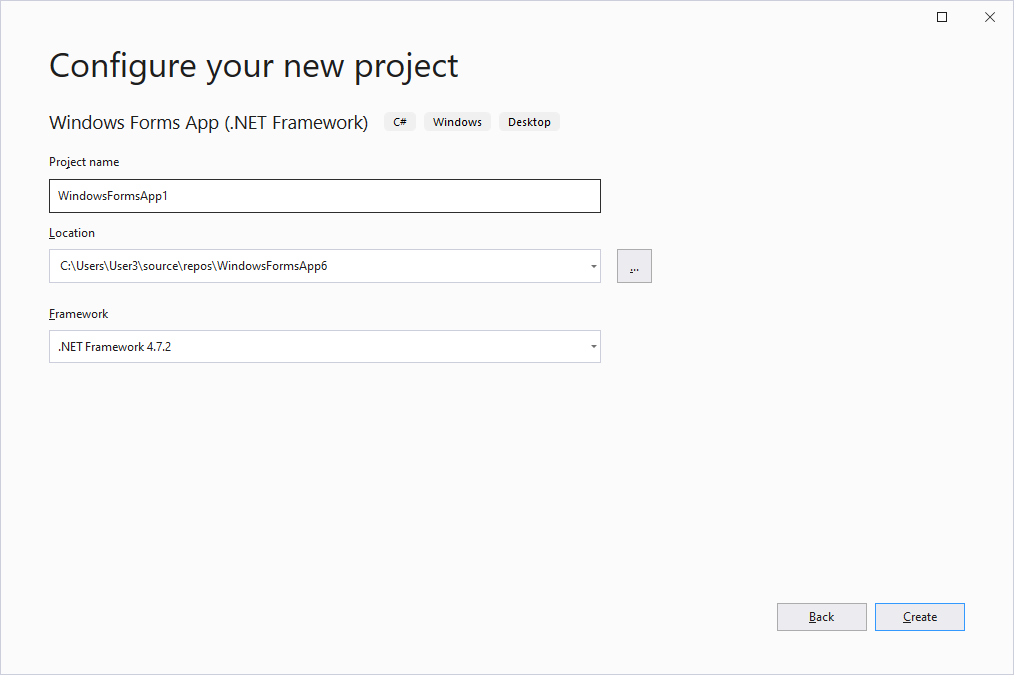 Configure your new project
Windows Forms App (.NET Framework) C# Windows Desktop
Project name
WindowsFormsApp1
Location
C:\Users\User3\source\repos\WindowsFormsApp6
...
Framework
.NET Framework 4.7.2
Back Create